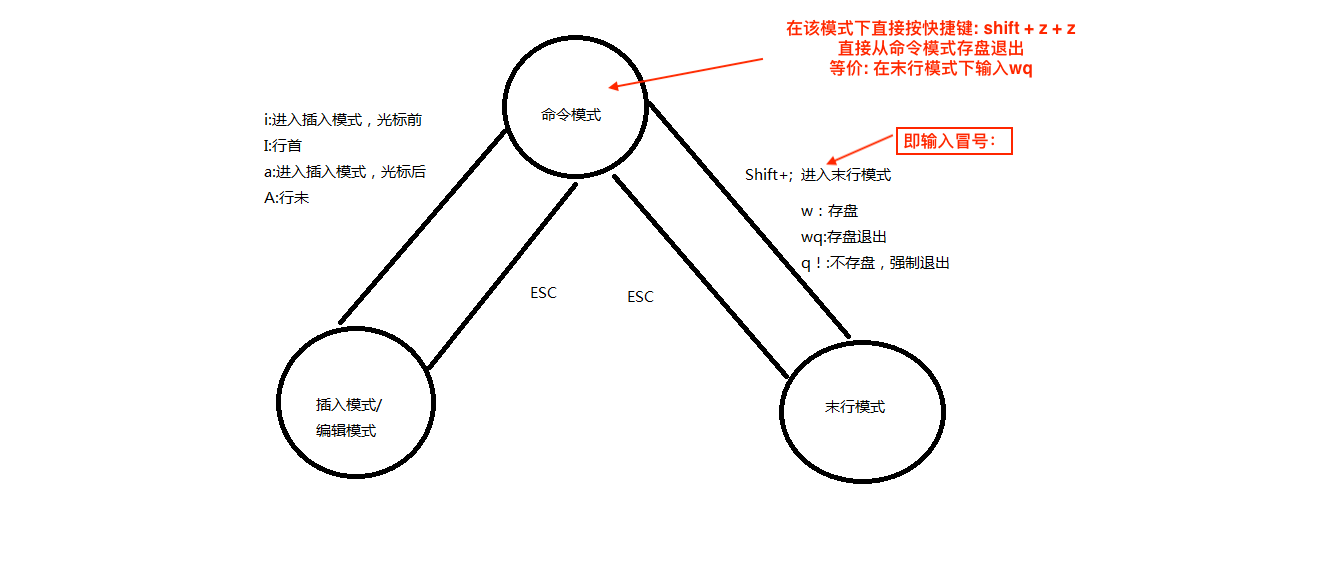 在该模式下直接按快捷键: shift + z + z
直接从命令模式存盘退出
等价: 在末行模式下输入wq
命令模式
i:进入插入模式，光标前
I:行首
a:进入插入模式，光标后
A:行未
即输入冒号：
Shift+; 进入末行模式
w：存盘
wq:存盘退出
q！:不存盘，强制退出
ESC
ESC
插入模式/
编辑模式
末行模式